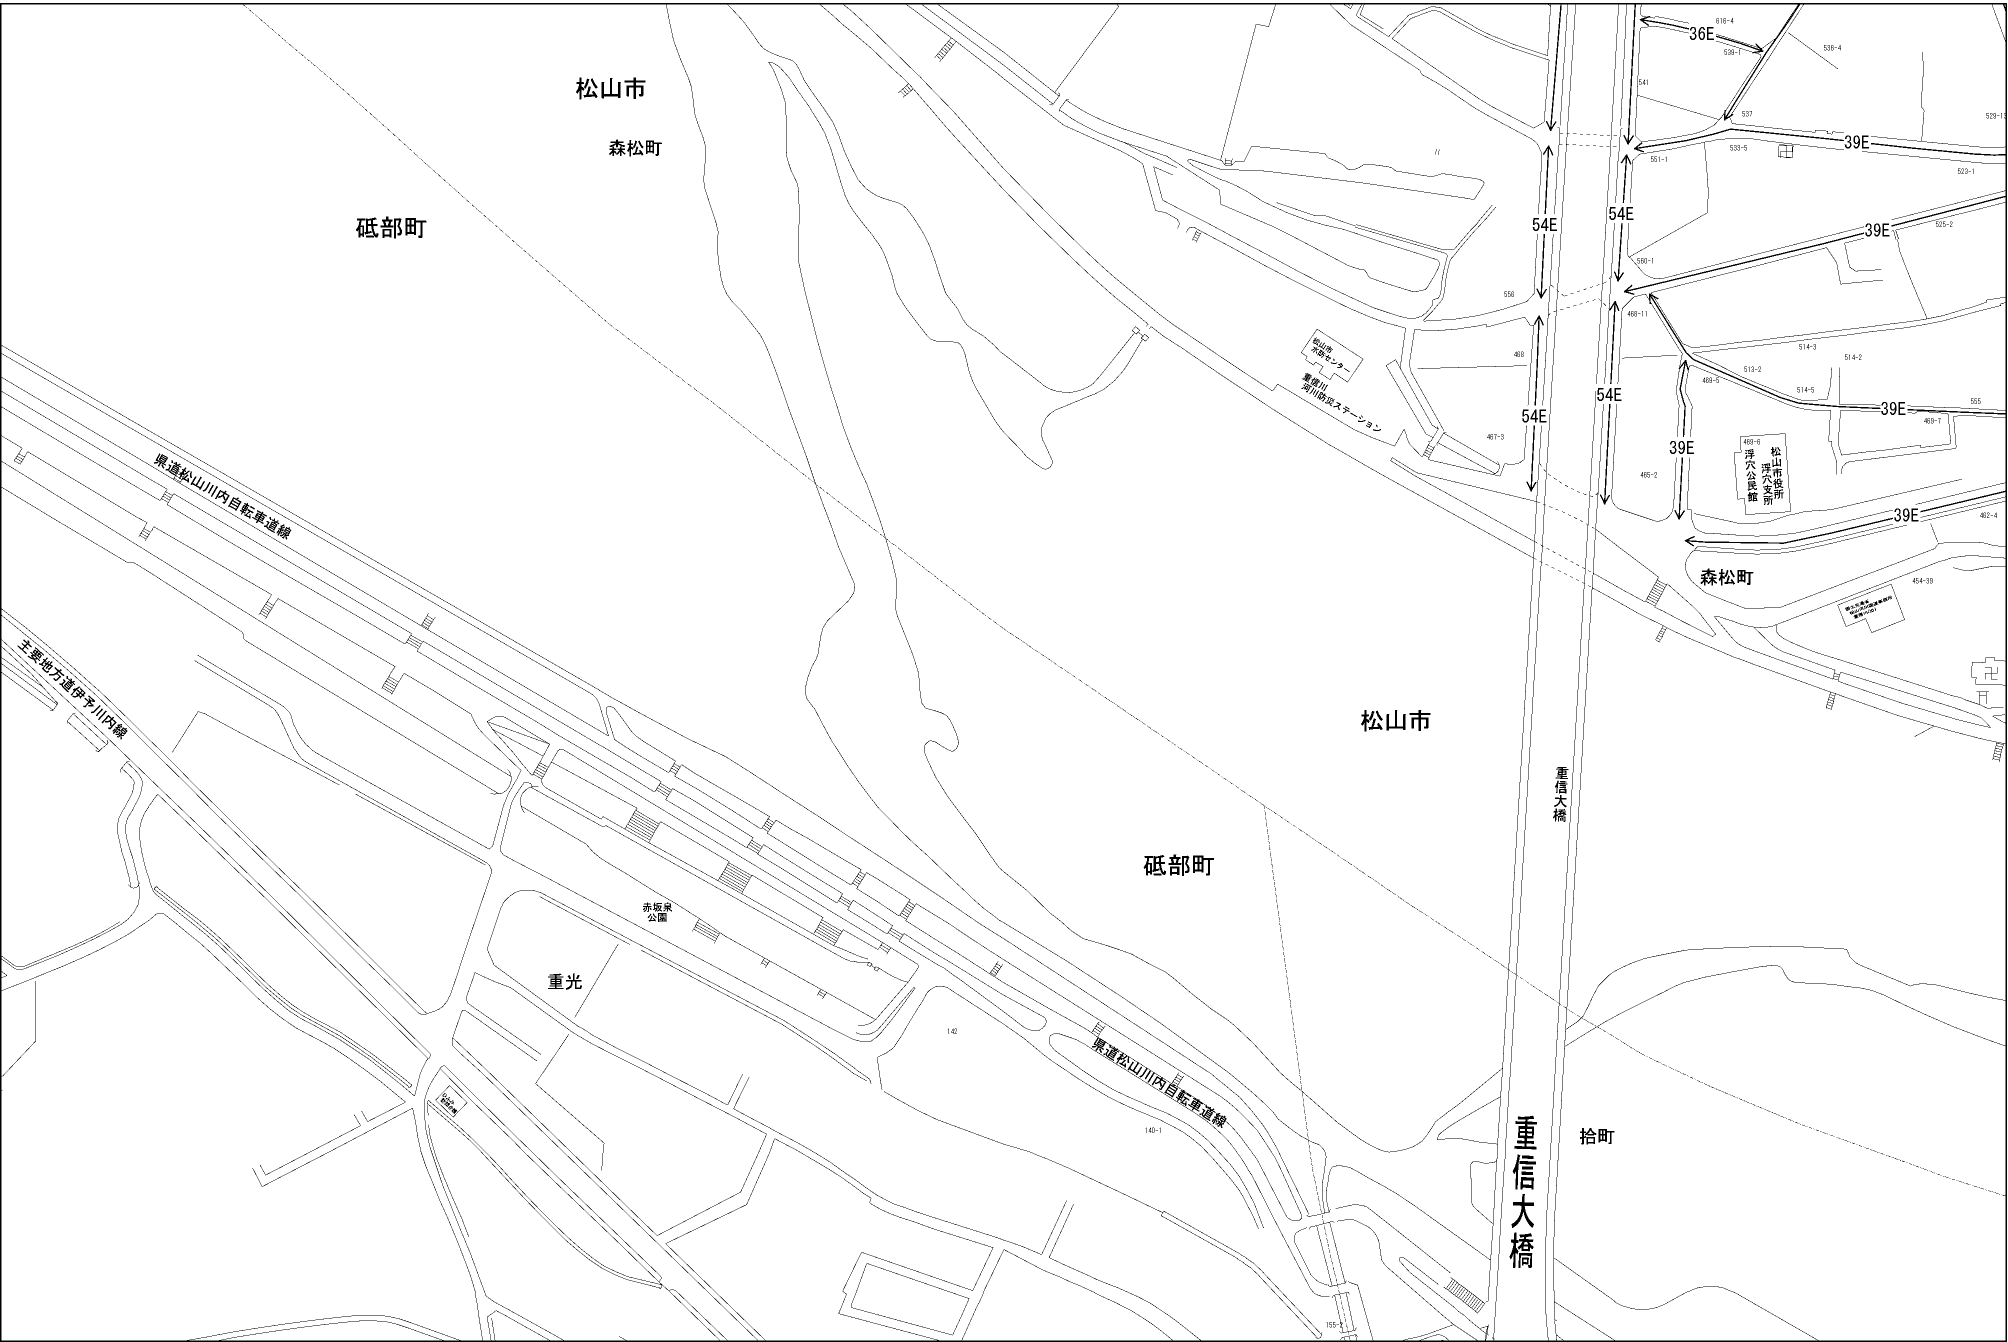 616-4
36E
539-1
536-4
松山市
541
537
529-13
森松町
39E
533-5
551-1
523-1
砥部町
54E
54E
39E
525-2
560-1
556
468-11
松山市
水防センター
468
514-3
514-2
513-2
469-5
514-5
重信川
河川防災ステーション
54E
54E
39E
555
469-7
467-3
39E
469-6
松山市役所
浮穴支所
浮穴公民館
465-2
県道松山川内自転車道線
39E
462-4
森松町
454-39
主要地方道伊予川内線
松山市
重信大橋
砥部町
赤坂泉
公園
重光
142
県道松山川内自転車道線
140-1
重信大橋
拾町
155-2